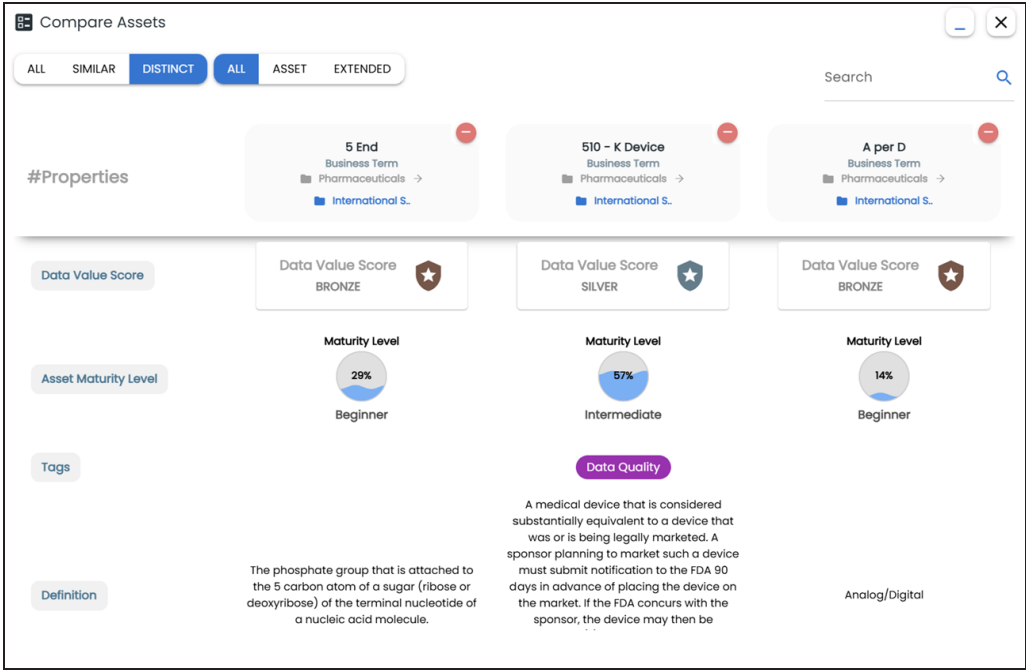 Compare Assets
ALL SIMILAR DISTINCT ALL ASSET EXTENDED
Search
#Properties
5 End
Business Term
Pharmaceuticals
International S..
510 - K Device
Business Term
Pharmaceuticals
International S..
A per D
Business Term
Pharmaceuticals
International S..
Data Value Score
Data Value Score
BRONZE
Data Value Score
SILVER
Data Value Score
BRONZE
Asset Maturity Level
Maturity Level
29%
Beginner
Maturity Level
57%
Intermediate
Maturity Level
14%
Beginner
Tags
Data Quality
Definition
The phosphate group that is attached to
the 5 carbon atom of a sugar (ribose or
deoxyribose) of the terminal nucleotide of
a nucleic acid molecule.
A medical device that is considered
substantially equivalent to a device that
was or is being legally marketed. A
sponsor planning to market such a device
must submit notification to the FDA 90
days in advance of placing the device on
the market. If the FDA concurs with the
sponsor, the device may then be
Analog/Digital